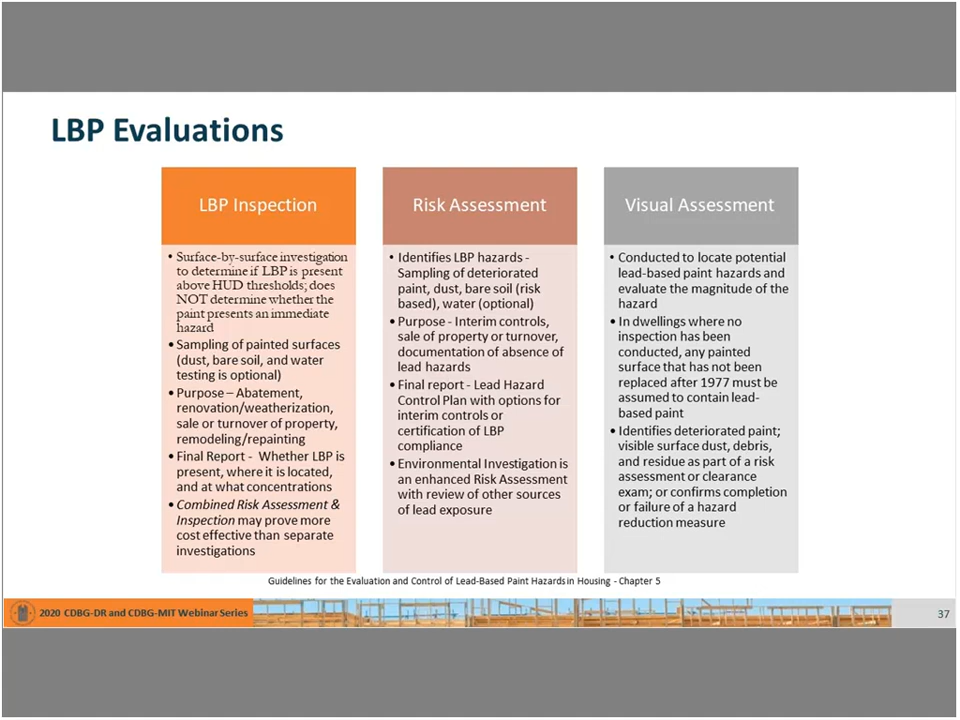 LBP Evaluations
LBP Inspection
• Surface-by-surface investigation
to determine if LBP is present
above HUD thresholds; does
NOT determine whether the
paint presents an immediate
hazard
• Sampling of painted surfaces
(dust, bare soil, and water
testing is optional)
• Purpose – Abatement,
renovation/weatherization,
sale or turnover of property,
remodeling/repainting
• Final Report - Whether LBP is
present, where it is located,
and at what concentrations
• Combined Risk Assessment &
Inspection may prove more
cost effective than separate
investigations
Risk Assessment
• Identifies LBP hazards -
Sampling of deteriorated
paint, dust, bare soil (risk
based), water (optional)
• Purpose - Interim controls,
sale of property or turnover,
documentation of absence of
lead hazards
• Final report - Lead Hazard
Control Plan with options for
interim controls or
certification of LBP
compliance
• Environmental Investigation is
an enhanced Risk Assessment
with review of other sources
of lead exposure
Visual Assessment
• Conducted to locate potential
lead-based paint hazards and
evaluate the magnitude of the
hazard
• In dwellings where no
inspection has been
conducted, any painted
surface that has not been
replaced after 1977 must be
assumed to contain lead-
based paint
• Identifies deteriorated paint;
visible surface dust, debris,
and residue as part of a risk
assessment or clearance
exam; or confirms completion
or failure of a hazard
reduction measure
Guidelines for the Evaluation and Control of Lead-Based Paint Hazards in Housing - Chapter 5
2020 CDBG-DR and CDBG-MIT Webinar Series
37